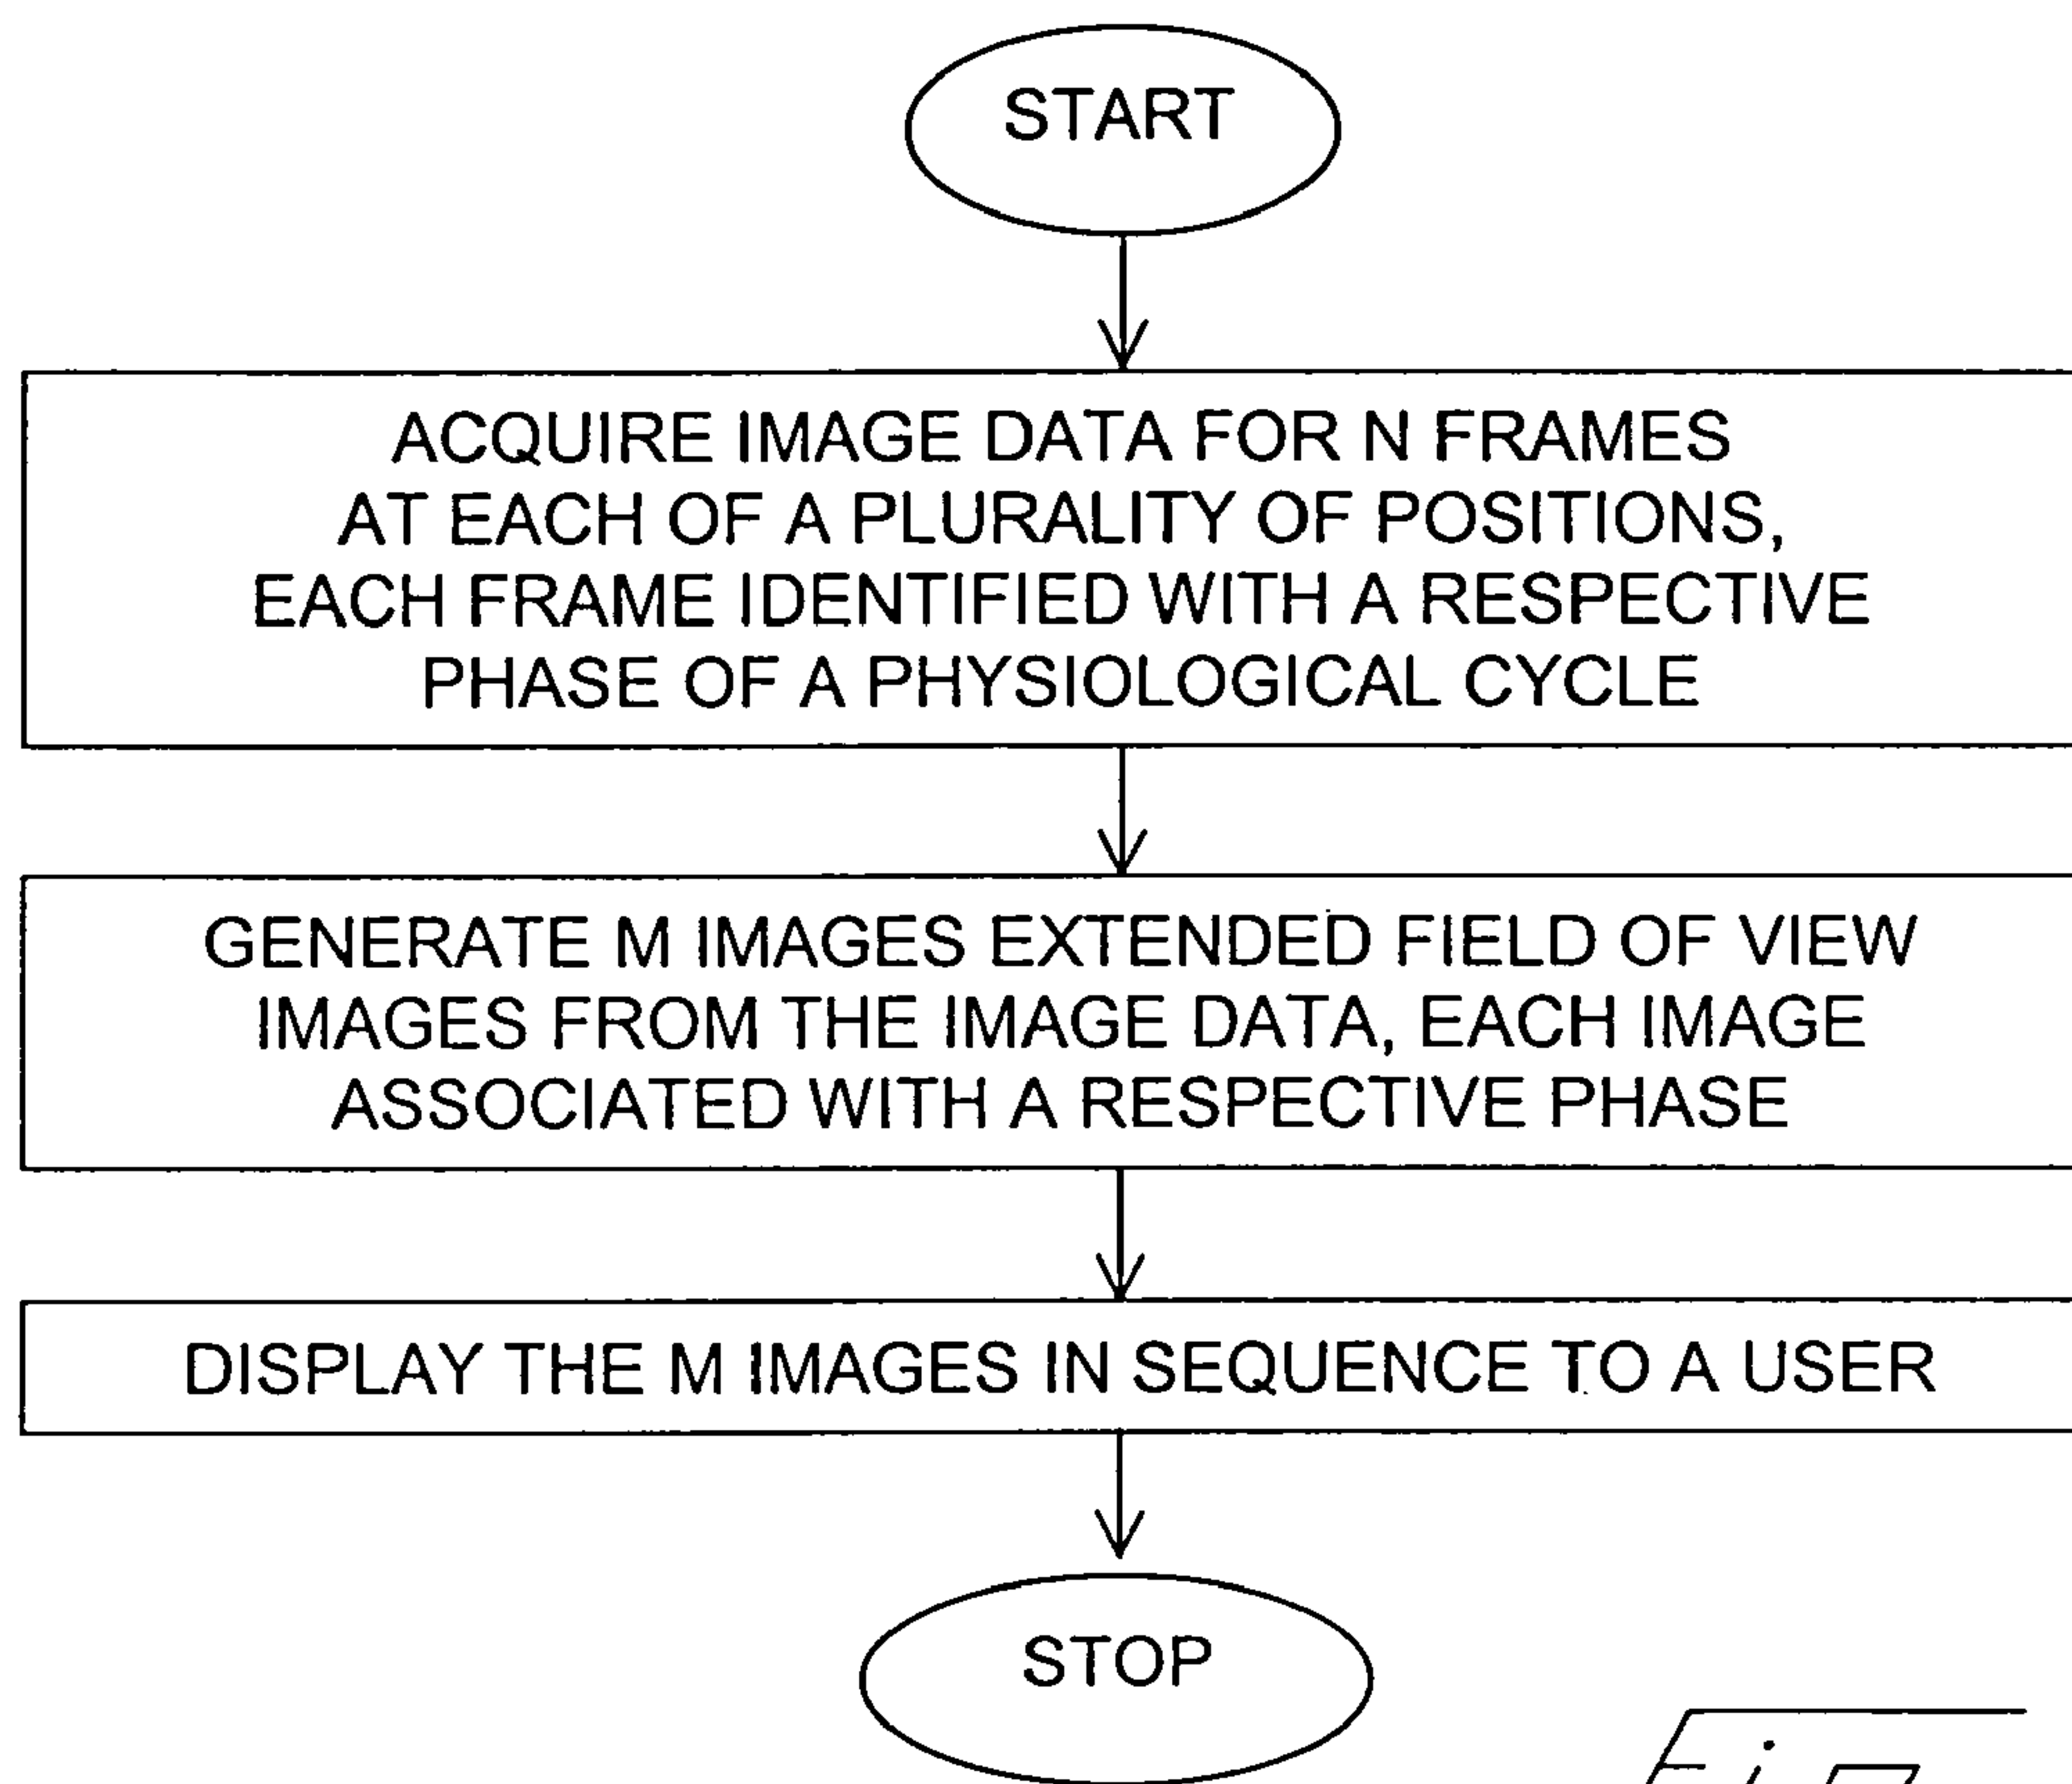 START
ACQUIRE IMAGE DATA FOR N FRAMES
AT EACH OF A PLURALITY OF POSITIONS,
EACH FRAME IDENTIFIED WITH A RESPECTIVE
PHASE OF A PHYSIOLOGICAL CYCLE
GENERATE M IMAGES EXTENDED FIELD OF VIEW
IMAGES FROM THE IMAGE DATA, EACH IMAGE
ASSOCIATED WITH A RESPECTIVE PHASE
DISPLAY THE M IMAGES IN SEQUENCE TO A USER
STOP